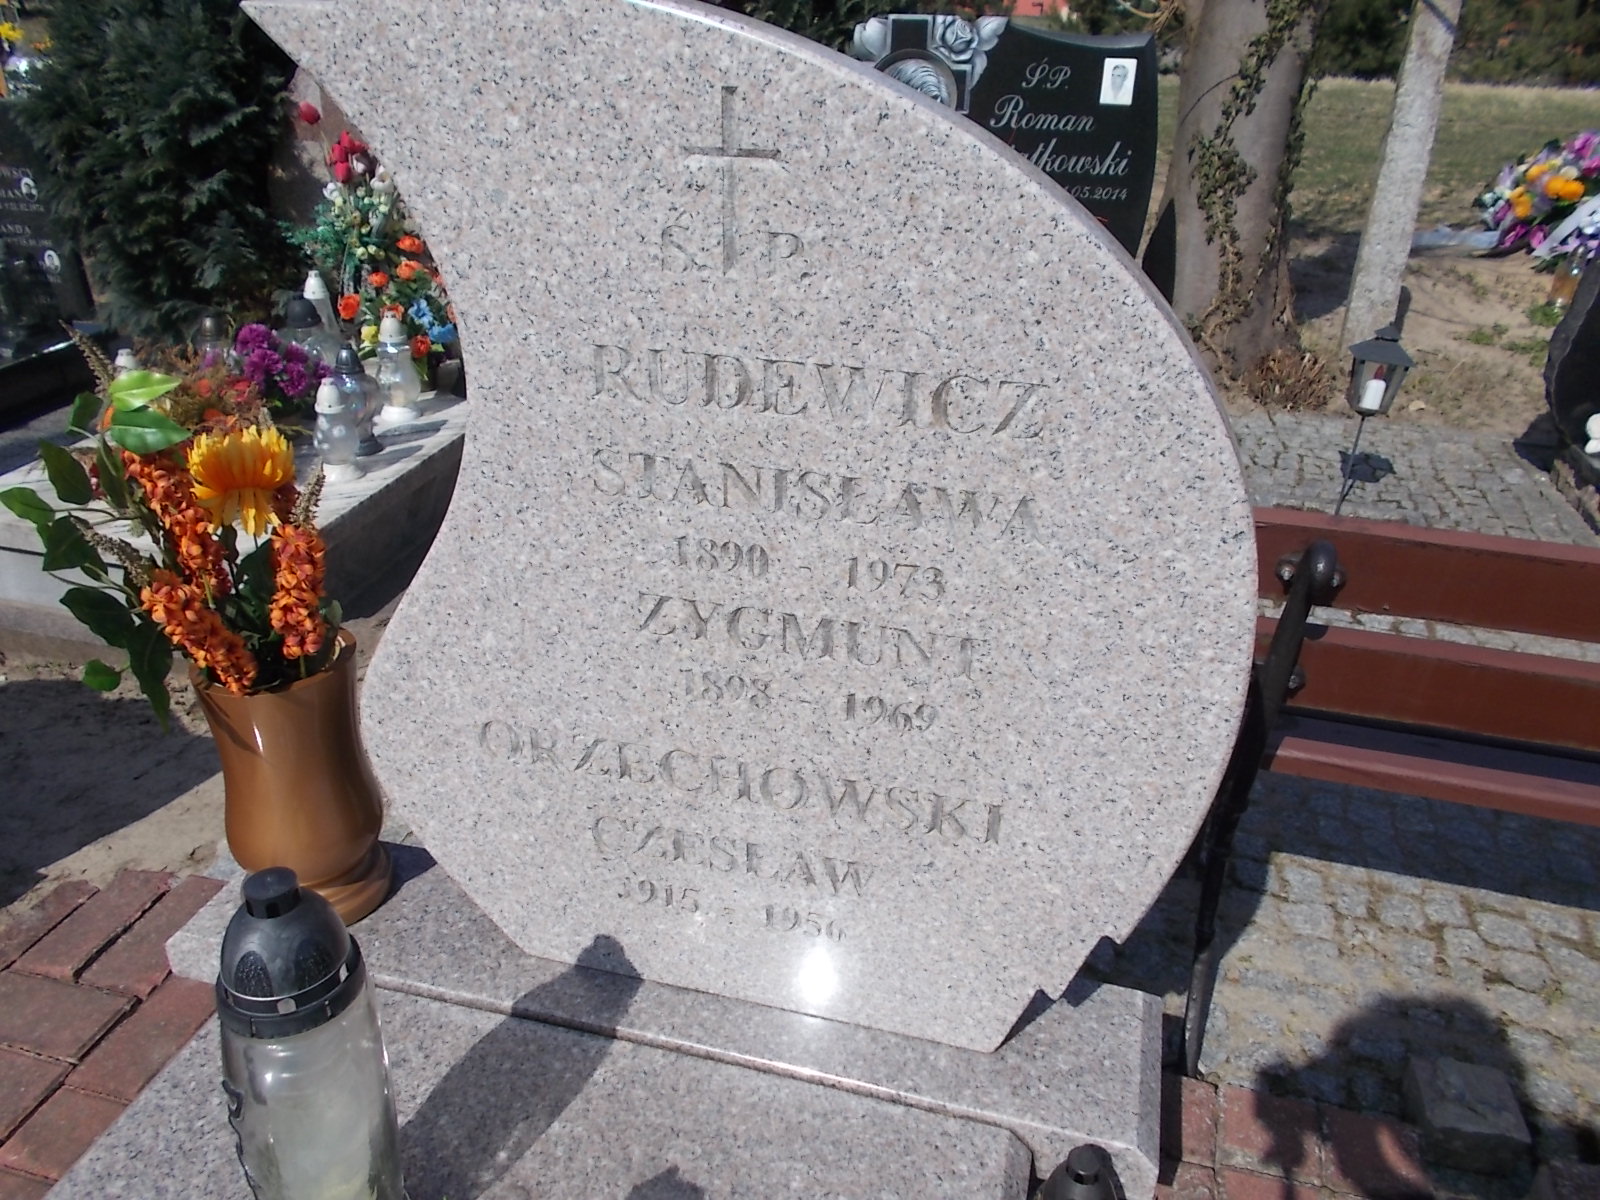 Ś. P.
RUDEWICZ
STANISŁAWA
1890 - 1973
ZYGMUNT
1898 - 1969
ORZECHOWSKI
CZESŁAW
1915 - 1956
Ś.P.
Roman
05.2014